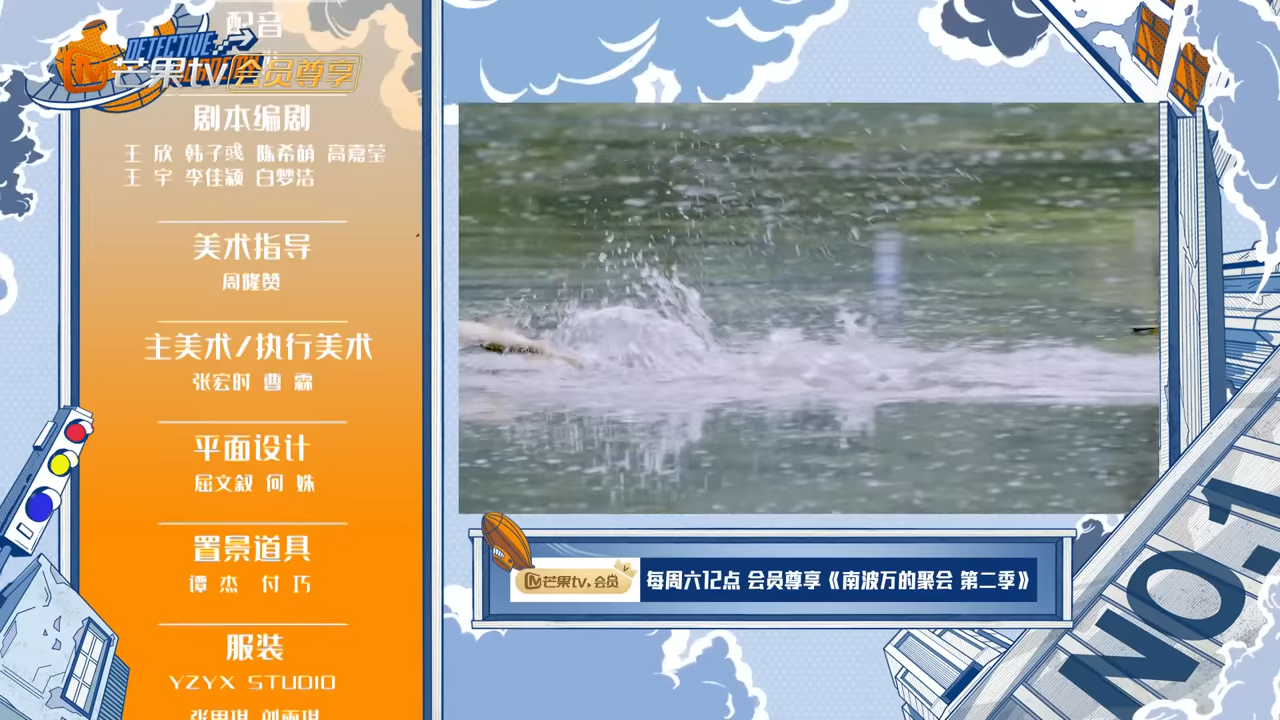 配音
DETECTIVE
芒果tv会员尊享
剧本编剧
王 欣 韩子彧 陈希萌 高嘉莹
王 宇 李佳颖 白梦洁
美术指导
周隆赞
主美术/执行美术
张宏时 曹 霖
平面设计
屈文叙 何 姝
置景道具
谭 杰 付 巧
服装
YZYX STUDIO
芒果tv.会员
每周六12点 会员尊享《南波万的聚会 第二季》
NO.1